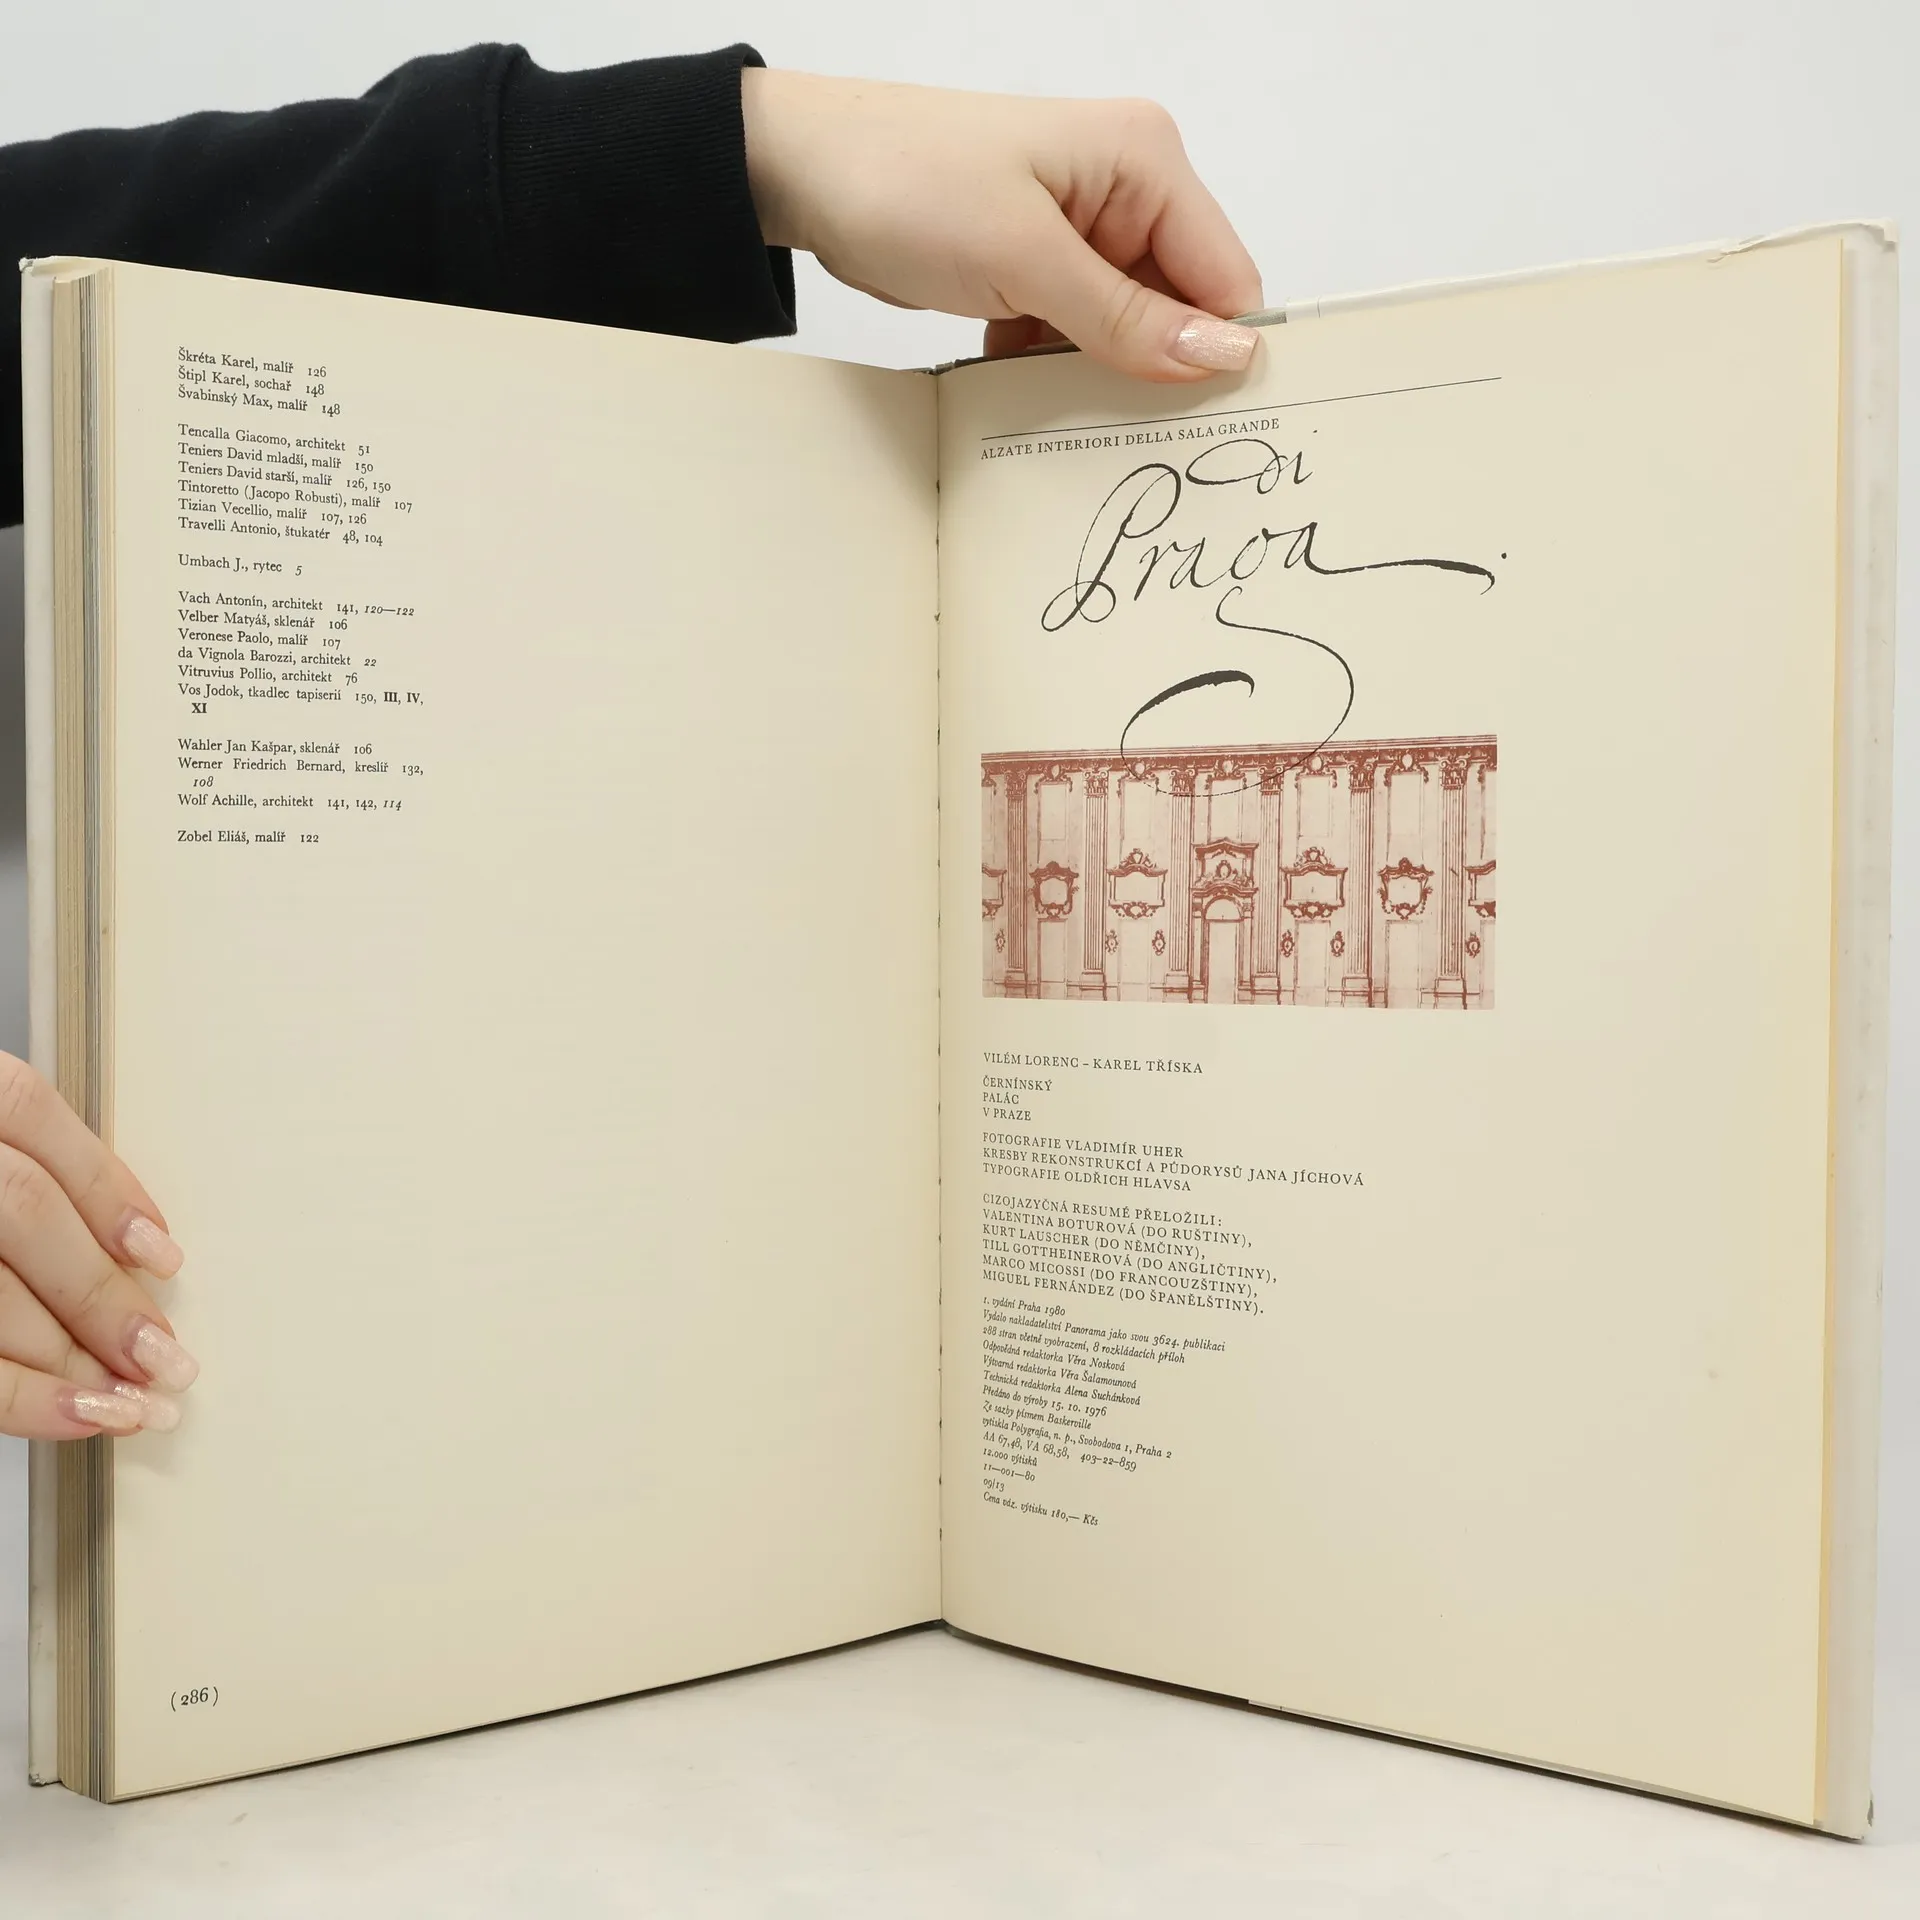 Škréta Karel, malíř 126
Štipl Karel, sochař 148
Švabinský Max, malíř 148
Tencalla Giacomo, architekt 51
Teniers David mladší, malíř 150
Teniers David starší, malíř 126, 150
Tintoretto (Jacopo Robusti), malíř 107
Tizian Vecellio, malíř 107, 126
Travelli Antonio, štukatér 48, 104
Umbach J., rytec 5
Vach Antonín, architekt 141, 120—122
Velber Matyáš, sklenář 106
Veronese Paolo, malíř 107
da Vignola Barozzi, architekt 22
Vitruvius Pollio, architekt 76
Vos Jodok, tkadlec tapiserií 150, III, IV,
XI
Wahler Jan Kašpar, sklenář 106
Werner Friedrich Bernard, kreslíř 132,
108
Wolf Achille, architekt 141, 142, 114
Zobel Eliáš, malíř 122
(286)
ALZATE INTERIORI DELLA SALA GRANDE
di
Praga.
VILÉM LORENC – KAREL TŘÍSKA
ČERNÍNSKÝ
PALÁC
V PRAZE
FOTOGRAFIE VLADIMÍR UHER
KRESBY REKONSTRUKCÍ A PŮDORYSŮ JANA JÍCHOVÁ
TYPOGRAFIE OLDŘICH HLAVSA
CIZOJAZYČNÁ RESUMÉ PŘELOŽILI:
VALENTINA BOTUROVÁ (DO RUŠTINY),
KURT LAUSCHER (DO NĚMČINY),
TILL GOTTHEINEROVÁ (DO ANGLIČTINY),
MARCO MICOSSI (DO FRANCOUZŠTINY),
MIGUEL FERNÁNDEZ (DO ŠPANĚLŠTINY).
1. vydání Praha 1980
Vydalo nakladatelství Panorama jako svou 3624. publikaci
288 stran včetně vyobrazení, 8 rozkládacích příloh
Odpovědná redaktorka Věra Nosková
Výtvarná redaktorka Věra Šalamounová
Technická redaktorka Alena Suchánková
Předáno do výroby 15. 10. 1976
Ze sazby písmem Baskerville
vytiskla Polygrafia, n. p., Svobodova 1, Praha 2
AA 67,48, VA 68,58, 403—22—859
12.000 výtisků
11—001—80
09/13
Cena váz. výtisku 180,— Kčs